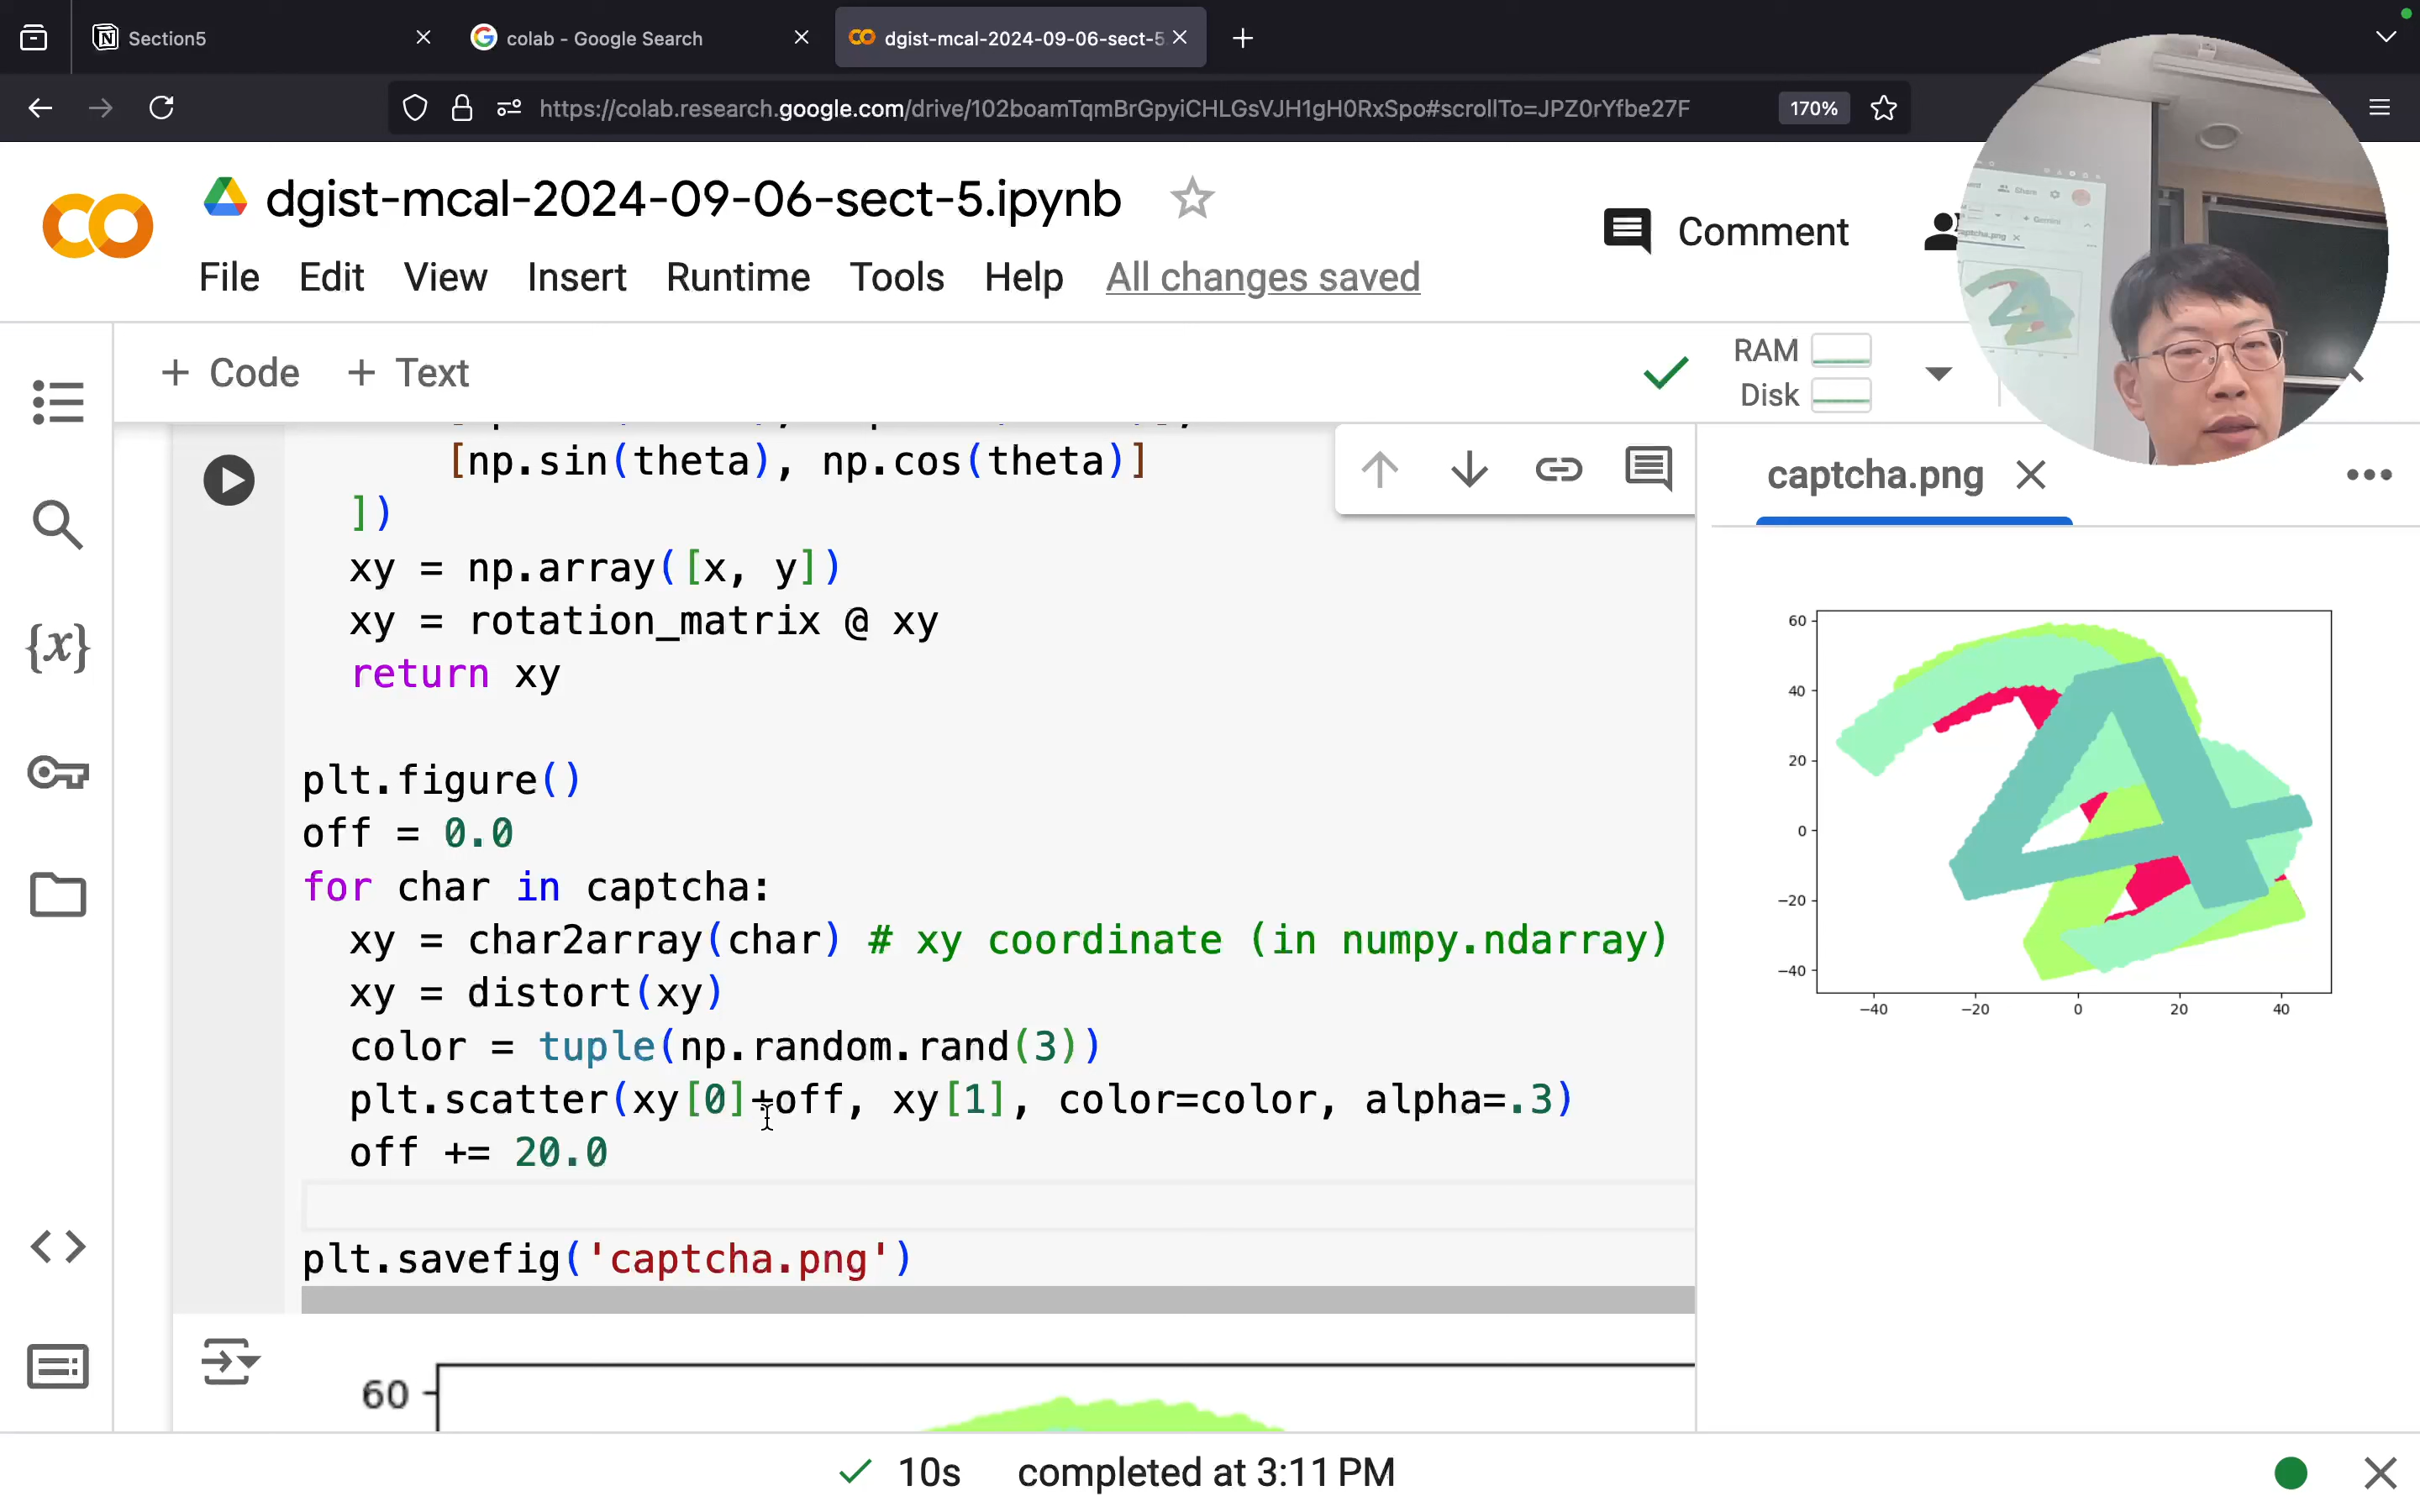 Section5
colab - Google Search
dgist-mcal-2024-09-06-sect-5
https://colab.research.google.com/drive/102boamTqmBrGpyiCHLGsVJH1gH0RxSpo#scrollTo=JPZ0rYfbe27F
170%
dgist-mcal-2024-09-06-sect-5.ipynb
Comment
File Edit View Insert Runtime Tools Help All changes saved
+ Code + Text
RAM
Disk
[np.sin(theta), np.cos(theta)]
])
xy = np.array([x, y])
xy = rotation_matrix @ xy
return xy
plt.figure()
off = 0.0
for char in captcha:
xy = char2array(char) # xy coordinate (in numpy.ndarray)
xy = distort(xy)
color = tuple(np.random.rand(3))
plt.scatter(xy[0]+off, xy[1], color=color, alpha=.3)
off += 20.0
plt.savefig('captcha.png')
60
captcha.png
60
40
20
0
−20
−40
−40 −20 0 20 40
10s completed at 3:11 PM